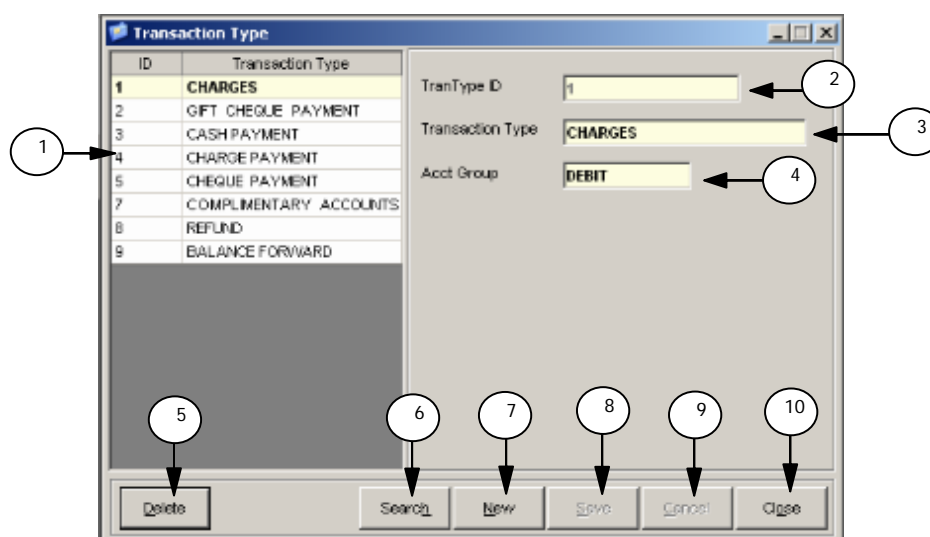 Transaction Type
ID Transaction Type
1 CHARGES
2 GIFT CHEQUE PAYMENT
3 CASH PAYMENT
4 CHARGE PAYMENT
5 CHEQUE PAYMENT
7 COMPLIMENTARY ACCOUNTS
8 REFUND
9 BALANCE FORWARD
TranType ID 1
Transaction Type CHARGES
Acct Group DEBIT
1
2
3
4
5 6 7 8 9 10
Delete Search New Save Cancel Close